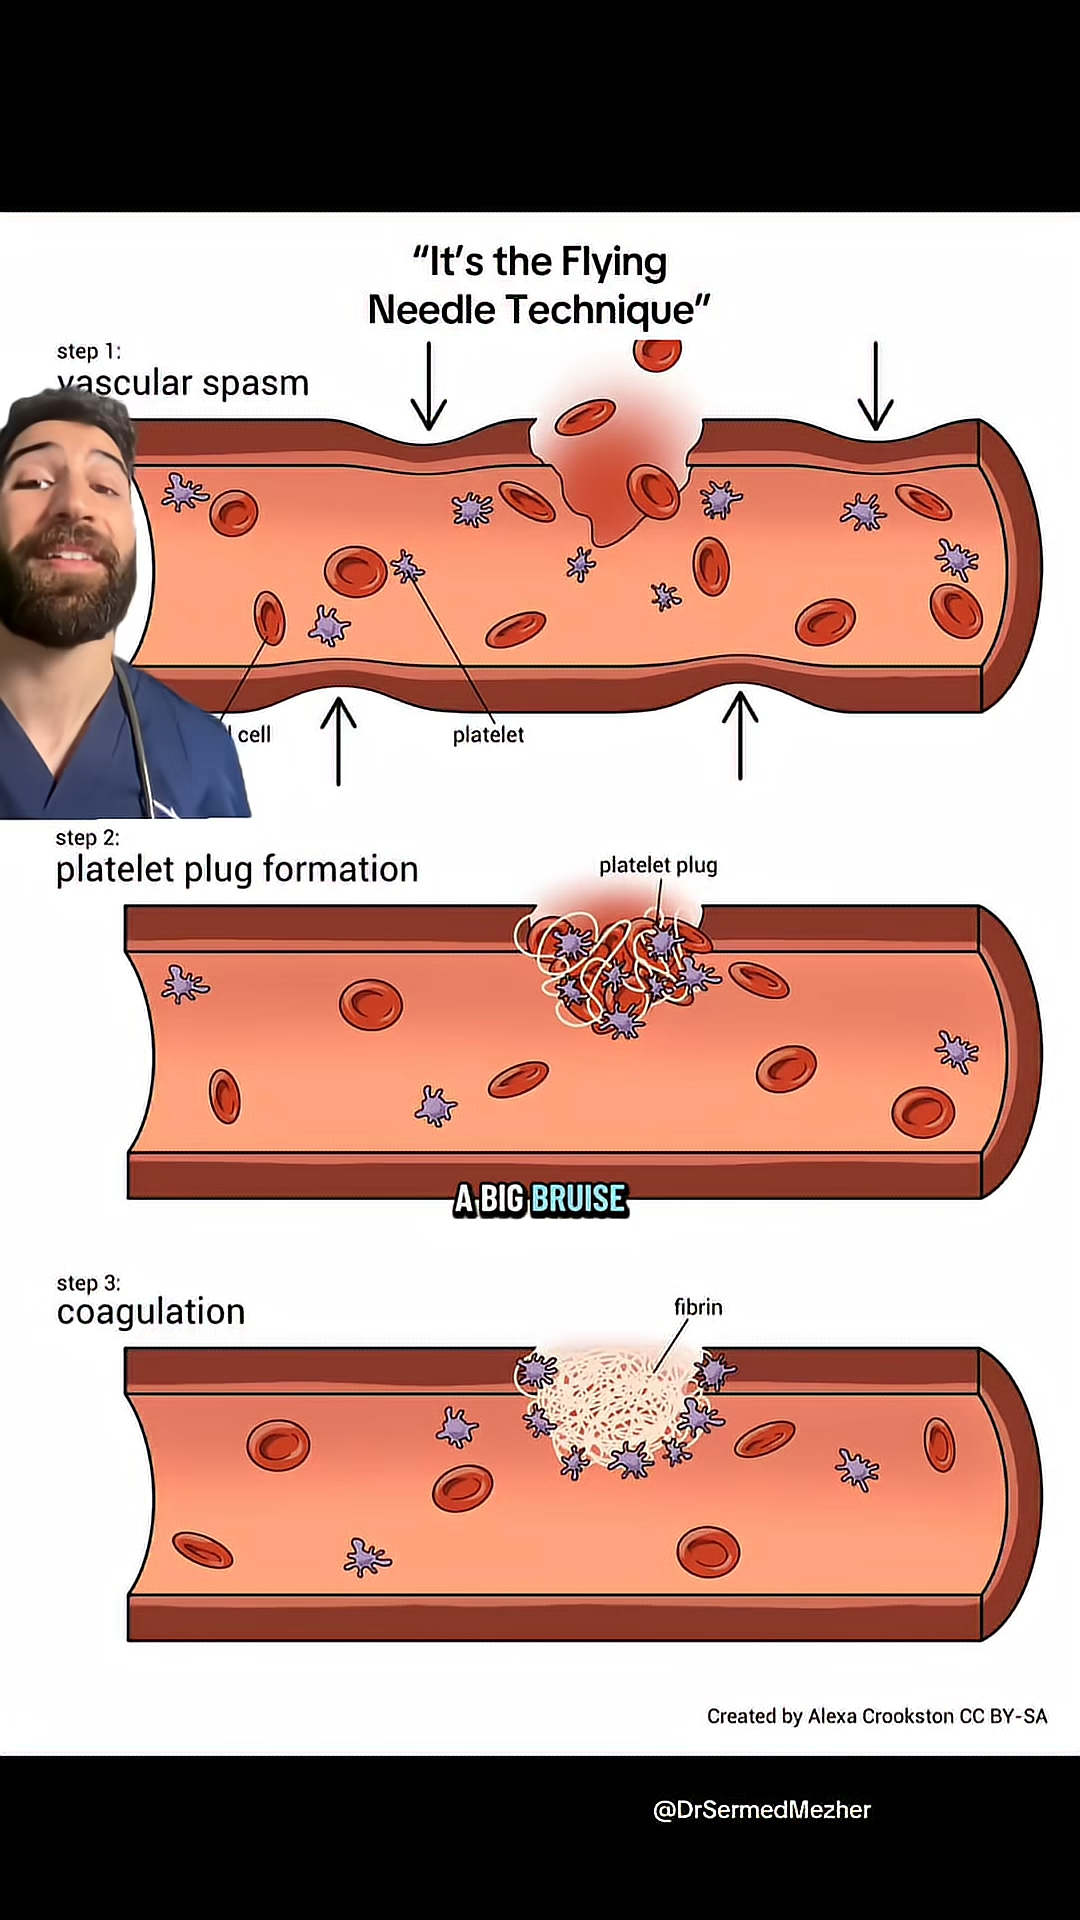 “It’s the Flying
Needle Technique”
step 1:
vascular spasm
cell
platelet
step 2:
platelet plug formation
platelet plug
A BIG BRUISE
step 3:
coagulation
fibrin
Created by Alexa Crookston CC BY-SA
@DrSermedMezher